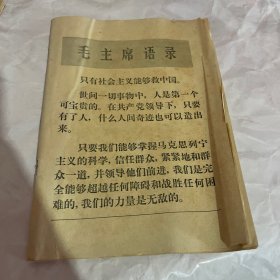 毛主席语录
只有社会主义能够救中国。
世间一切事物中，人是第一个
可宝贵的。在共产党领导下，只要
有了人，什么人间奇迹也可以造出
来。
只要我们能够掌握马克思列宁
主义的科学，信任群众，紧紧地和群
众一道，并领导他们前进，我们是完
全能够超越任何障碍和战胜任何困
难的，我们的力量是无敌的。